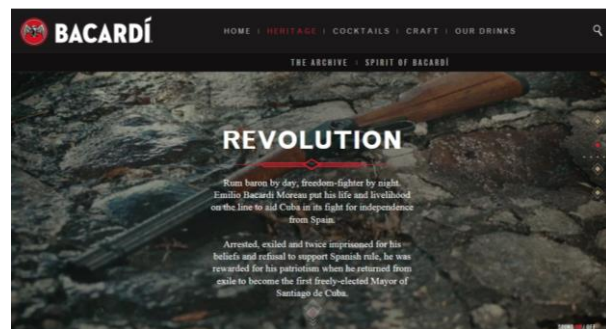 BACARDÍ
HOME | HERITAGE | COCKTAILS | CRAFT | OUR DRINKS
THE ARCHIVE SPIRIT OF BACARDÍ
REVOLUTION
Rum baron by day, freedom-fighter by night.
Emilio Bacardi Moreau put his life and livelihood
on the line to aid Cuba in its fight for independence
from Spain.
Arrested, exiled and twice imprisoned for his
beliefs and refusal to support Spanish rule, he was
rewarded for his patriotism when he returned from
exile to become the first freely-elected Mayor of
Santiago de Cuba.